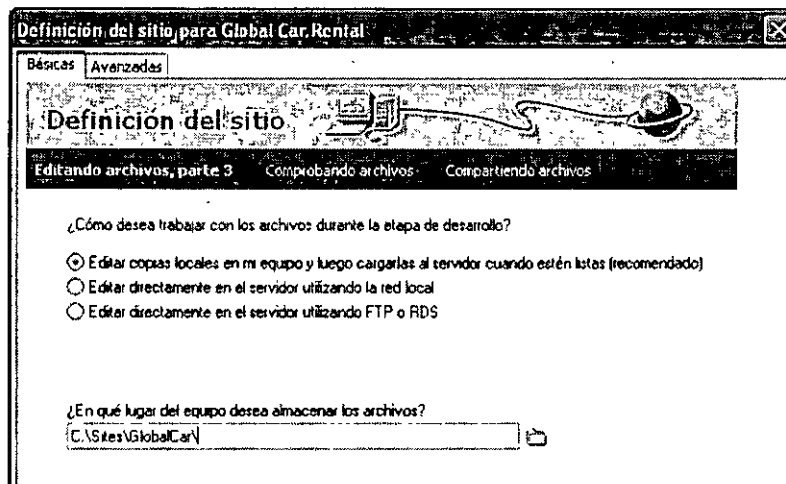 Definición del sitio para Global Car Rental
Básicas Avanzadas
Definición del sitio
Editando archivos, parte 3 Comprobando archivos Compartiendo archivos
¿Cómo desea trabajar con los archivos durante la etapa de desarrollo?
Editar copias locales en mi equipo y luego cargarlas al servidor cuando estén listas (recomendado)
Editar directamente en el servidor utilizando la red local
Editar directamente en el servidor utilizando FTP o RDS
¿En qué lugar del equipo desea almacenar los archivos?
C:\Sites\GlobalCar\